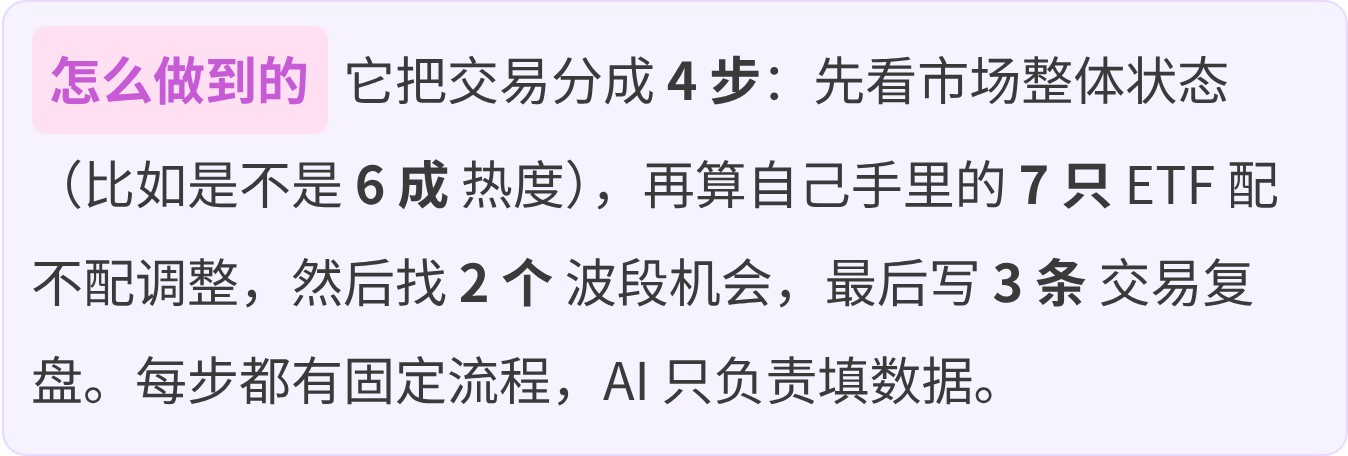 怎么做到的 它把交易分成 4 步：先看市场整体状态
（比如是不是 6 成 热度），再算自己手里的 7 只 ETF 配
不配调整，然后找 2 个 波段机会，最后写 3 条 交易复
盘。每步都有固定流程，AI 只负责填数据。